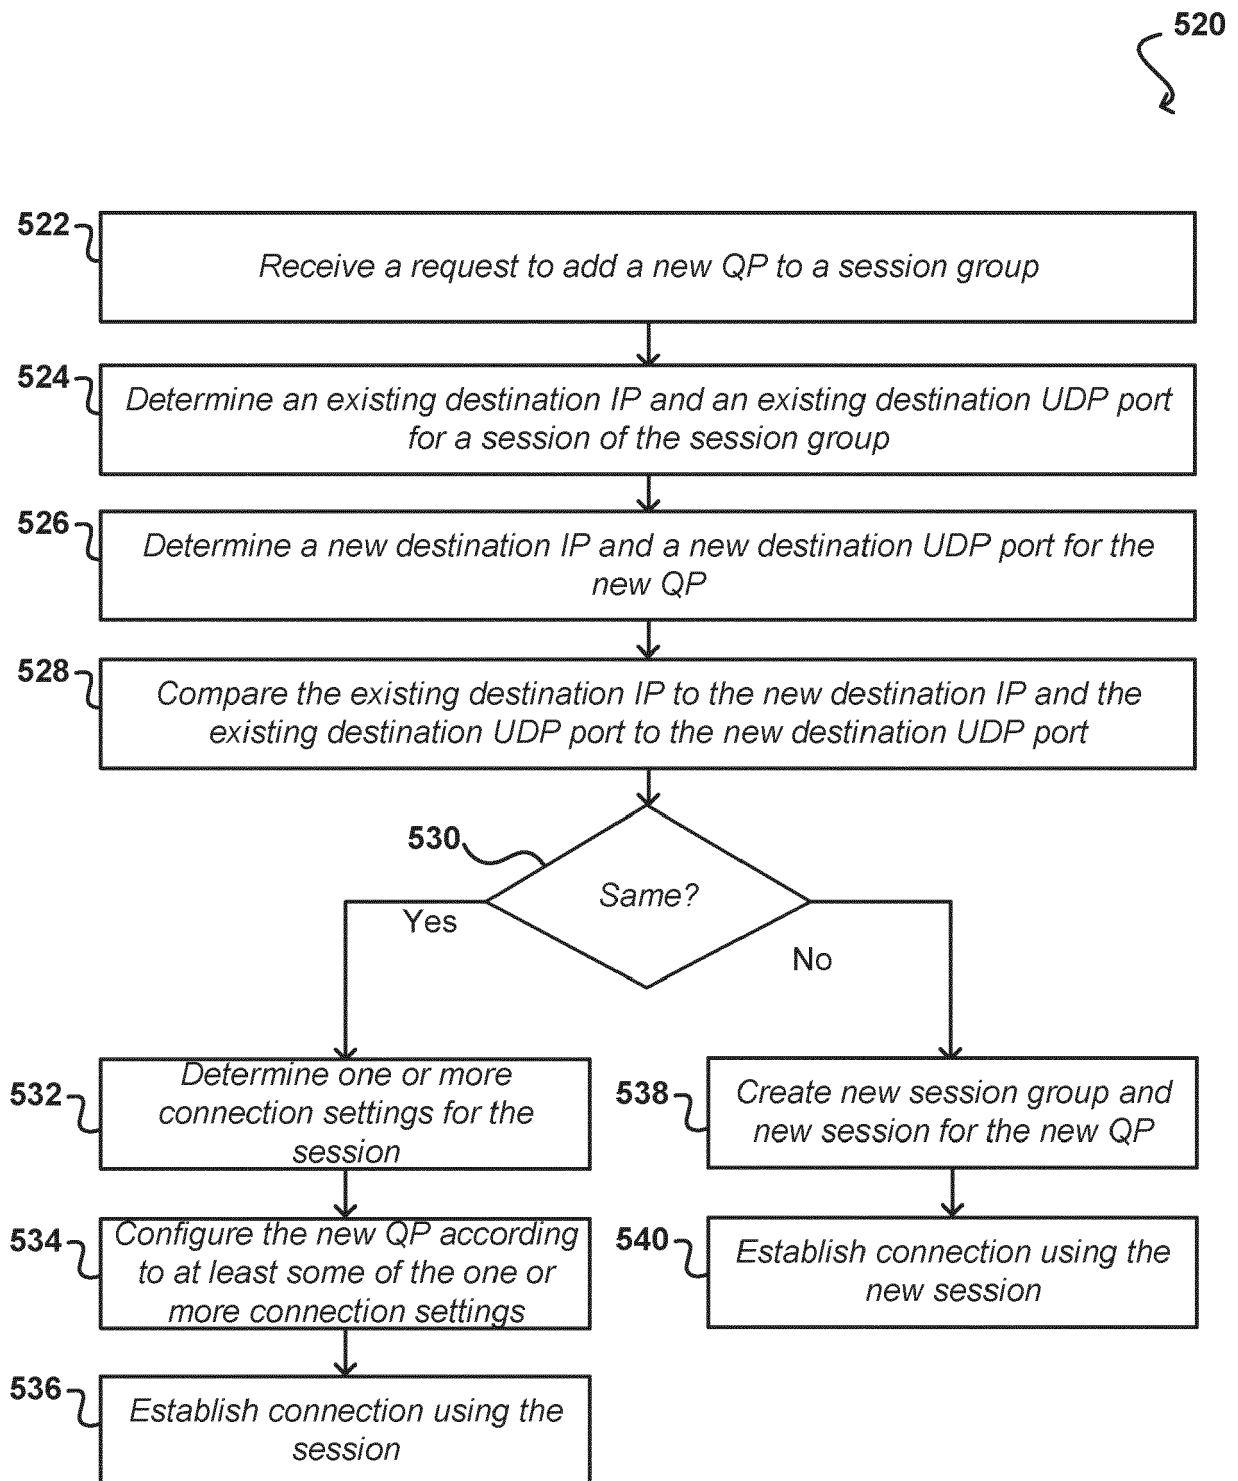 520
522
Receive a request to add a new QP to a session group
524
Determine an existing destination IP and an existing destination UDP port
for a session of the session group
526
Determine a new destination IP and a new destination UDP port for the
new QP
528
Compare the existing destination IP to the new destination IP and the
existing destination UDP port to the new destination UDP port
530
Same?
Yes
No
532
Determine one or more
connection settings for the
session
534
Configure the new QP according
to at least some of the one or
more connection settings
536
Establish connection using the
session
538
Create new session group and
new session for the new QP
540
Establish connection using the
new session